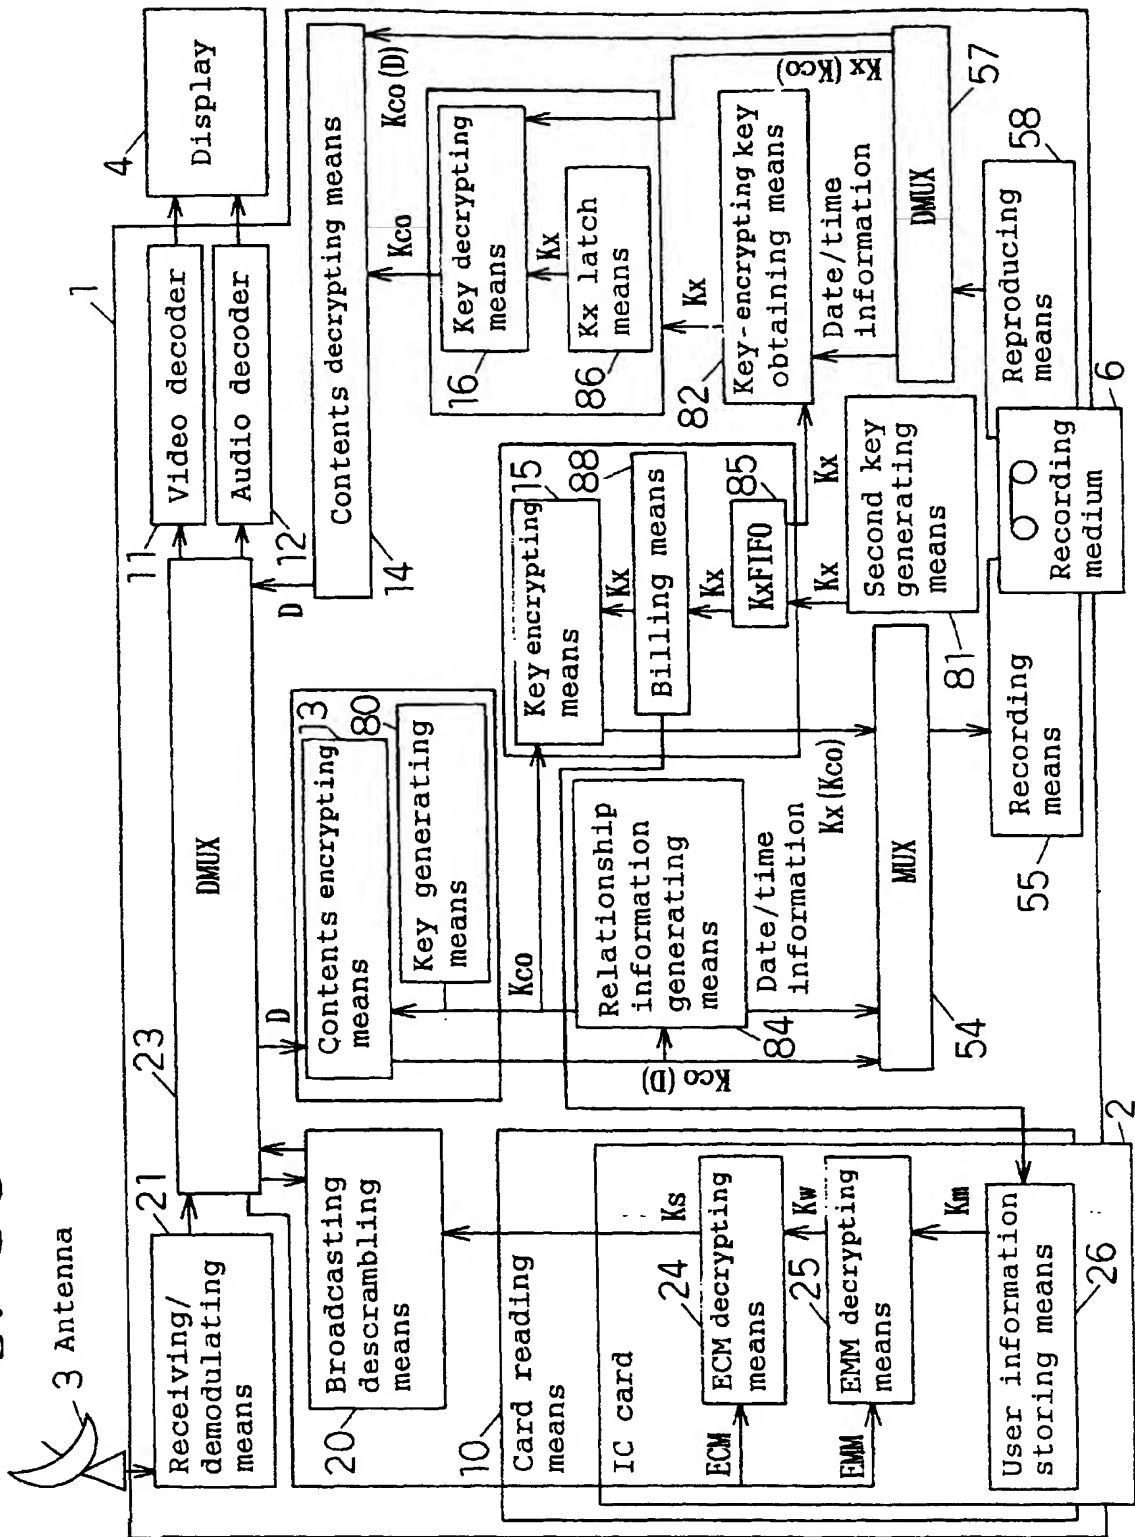 3 Antenna
Receiving/
demodulating
means
21
23
DMUX
11
Video decoder
12
Audio decoder
4
Display
1
20
Broadcasting
descrambling
means
D
Contents encrypting
means
13
Key generating
means
80
D
14
Contents decrypting means
Kco
Kco (D)
10
Card reading
means
IC card
Ks
ECM
24
ECM decrypting
means
Kw
EMM
25
EMM decrypting
means
Km
User information
storing means
26
2
Kco (D)
Kco
Relationship
information
generating
means
84
Date/time
information
Kx (Kco)
Key encrypting
means
15
Kx
Billing means
88
Kx
KxFIFO
85
Kx
Kx
Second key
generating
means
81
Key decrypting
means
16
Kx
Kx latch
means
86
Kx
82
Key-encrypting key
obtaining means
Date/time
information
Kx (Kco)
DMUX
57
MUX
54
Recording
means
55
Recording
medium
6
Reproducing
means
58